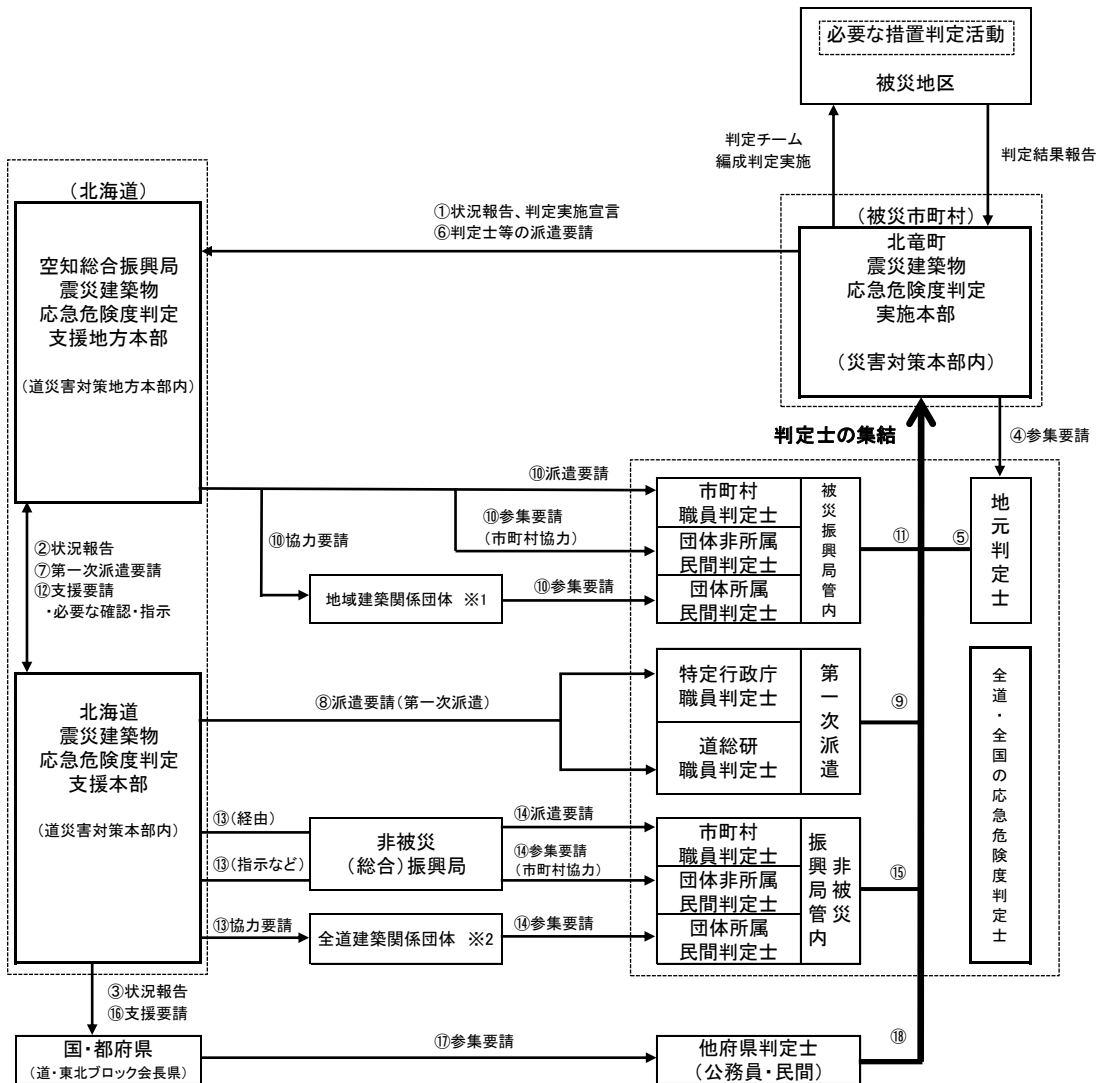 必要な措置判定活動
被災地区
判定チーム
編成判定実施
判定結果報告
(北海道)
空知総合振興局
震災建築物
応急危険度判定
支援地方本部
(道災害対策地方本部内)
①状況報告、判定実施宣言
⑥判定士等の派遣要請
(被災市町村)
北竜町
震災建築物
応急危険度判定
実施本部
(災害対策本部内)
判定士の集結
④参集要請
⑩派遣要請
⑩参集要請
(市町村協力)
⑩協力要請
地域建築関係団体 ※1
⑩参集要請
市町村
職員判定士
団体非所属
民間判定士
団体所属
民間判定士
被災振興局管内
⑪
⑤
地元判定士
②状況報告
⑦第一次派遣要請
⑫支援要請
・必要な確認・指示
北海道
震災建築物
応急危険度判定
支援本部
(道災害対策本部内)
⑧派遣要請(第一次派遣)
特定行政庁
職員判定士
道総研
職員判定士
第一次派遣
⑨
全道・全国の応急危険度判定士
⑬(経由)
⑬(指示など)
非被災
(総合)振興局
⑭派遣要請
⑭参集要請
(市町村協力)
⑬協力要請
全道建築関係団体 ※2
⑭参集要請
市町村
職員判定士
団体非所属
民間判定士
団体所属
民間判定士
非被災
振興局管内
⑮
③状況報告
⑯支援要請
国・都府県
(道・東北ブロック会長県)
⑰参集要請
他府県判定士
(公務員・民間)
⑱